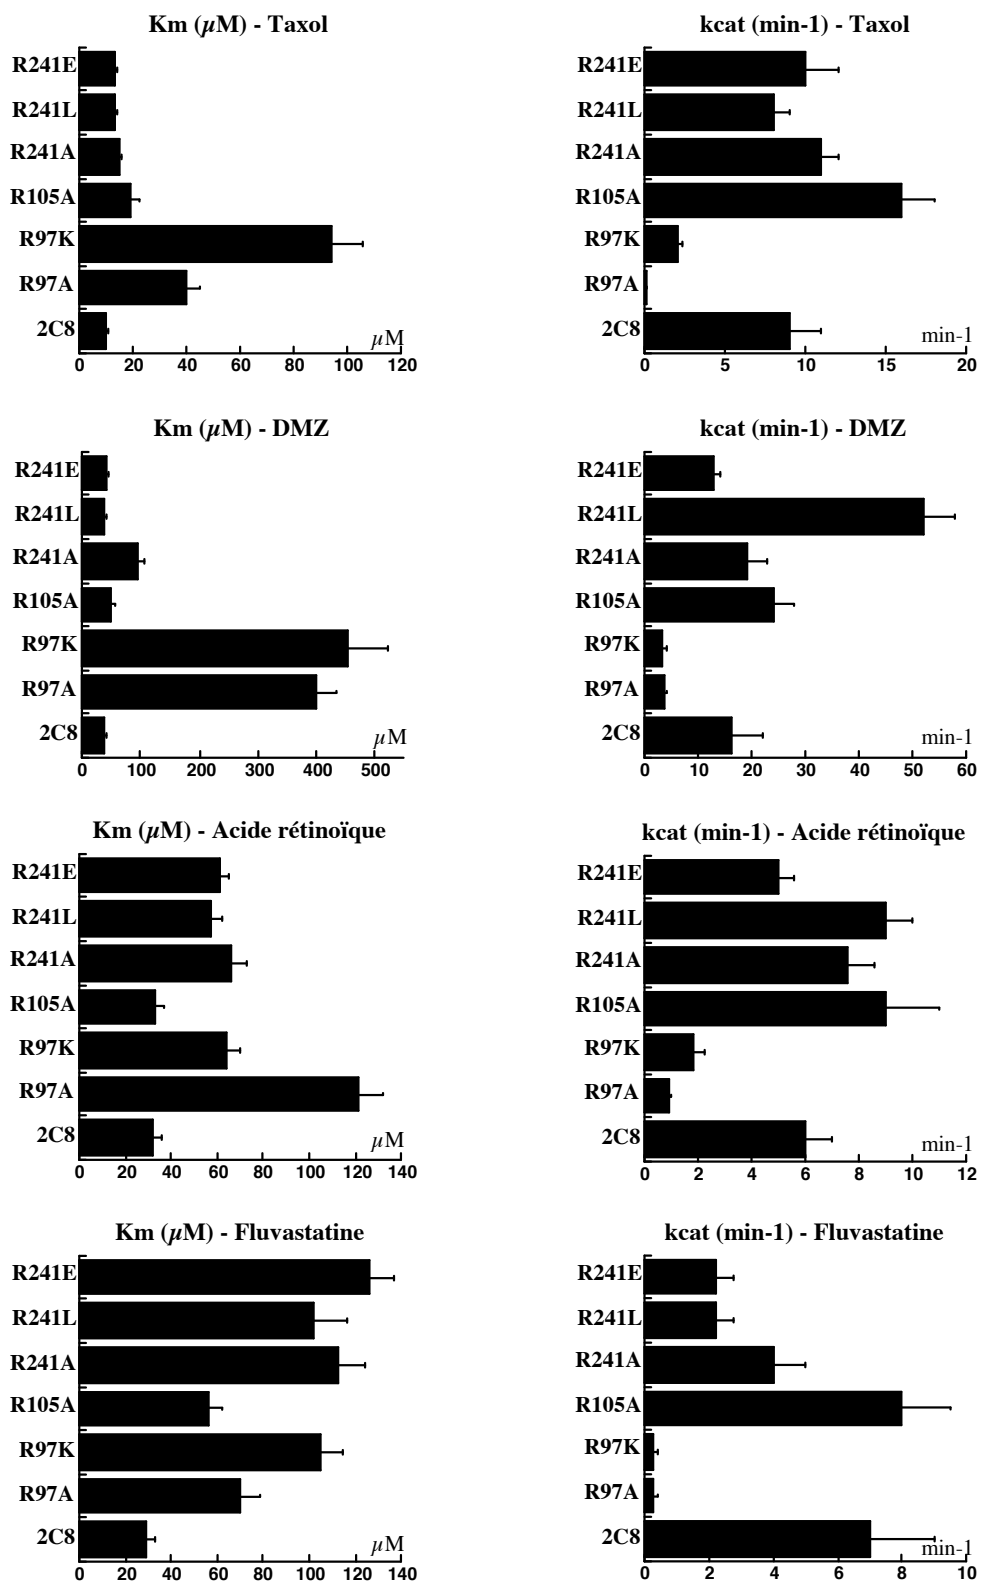 Km (µM) - Taxol
R241E
R241L
R241A
R105A
R97K
R97A
2C8
µM
0 20 40 60 80 100 120
kcat (min-1) - Taxol
R241E
R241L
R241A
R105A
R97K
R97A
2C8
min-1
0 5 10 15 20
Km (µM) - DMZ
R241E
R241L
R241A
R105A
R97K
R97A
2C8
µM
0 100 200 300 400 500
kcat (min-1) - DMZ
R241E
R241L
R241A
R105A
R97K
R97A
2C8
min-1
0 10 20 30 40 50 60
Km (µM) - Acide rétinoïque
R241E
R241L
R241A
R105A
R97K
R97A
2C8
µM
0 20 40 60 80 100 120 140
kcat (min-1) - Acide rétinoïque
R241E
R241L
R241A
R105A
R97K
R97A
2C8
min-1
0 2 4 6 8 10 12
Km (µM) - Fluvastatine
R241E
R241L
R241A
R105A
R97K
R97A
2C8
µM
0 20 40 60 80 100 120 140
kcat (min-1) - Fluvastatine
R241E
R241L
R241A
R105A
R97K
R97A
2C8
min-1
0 2 4 6 8 10